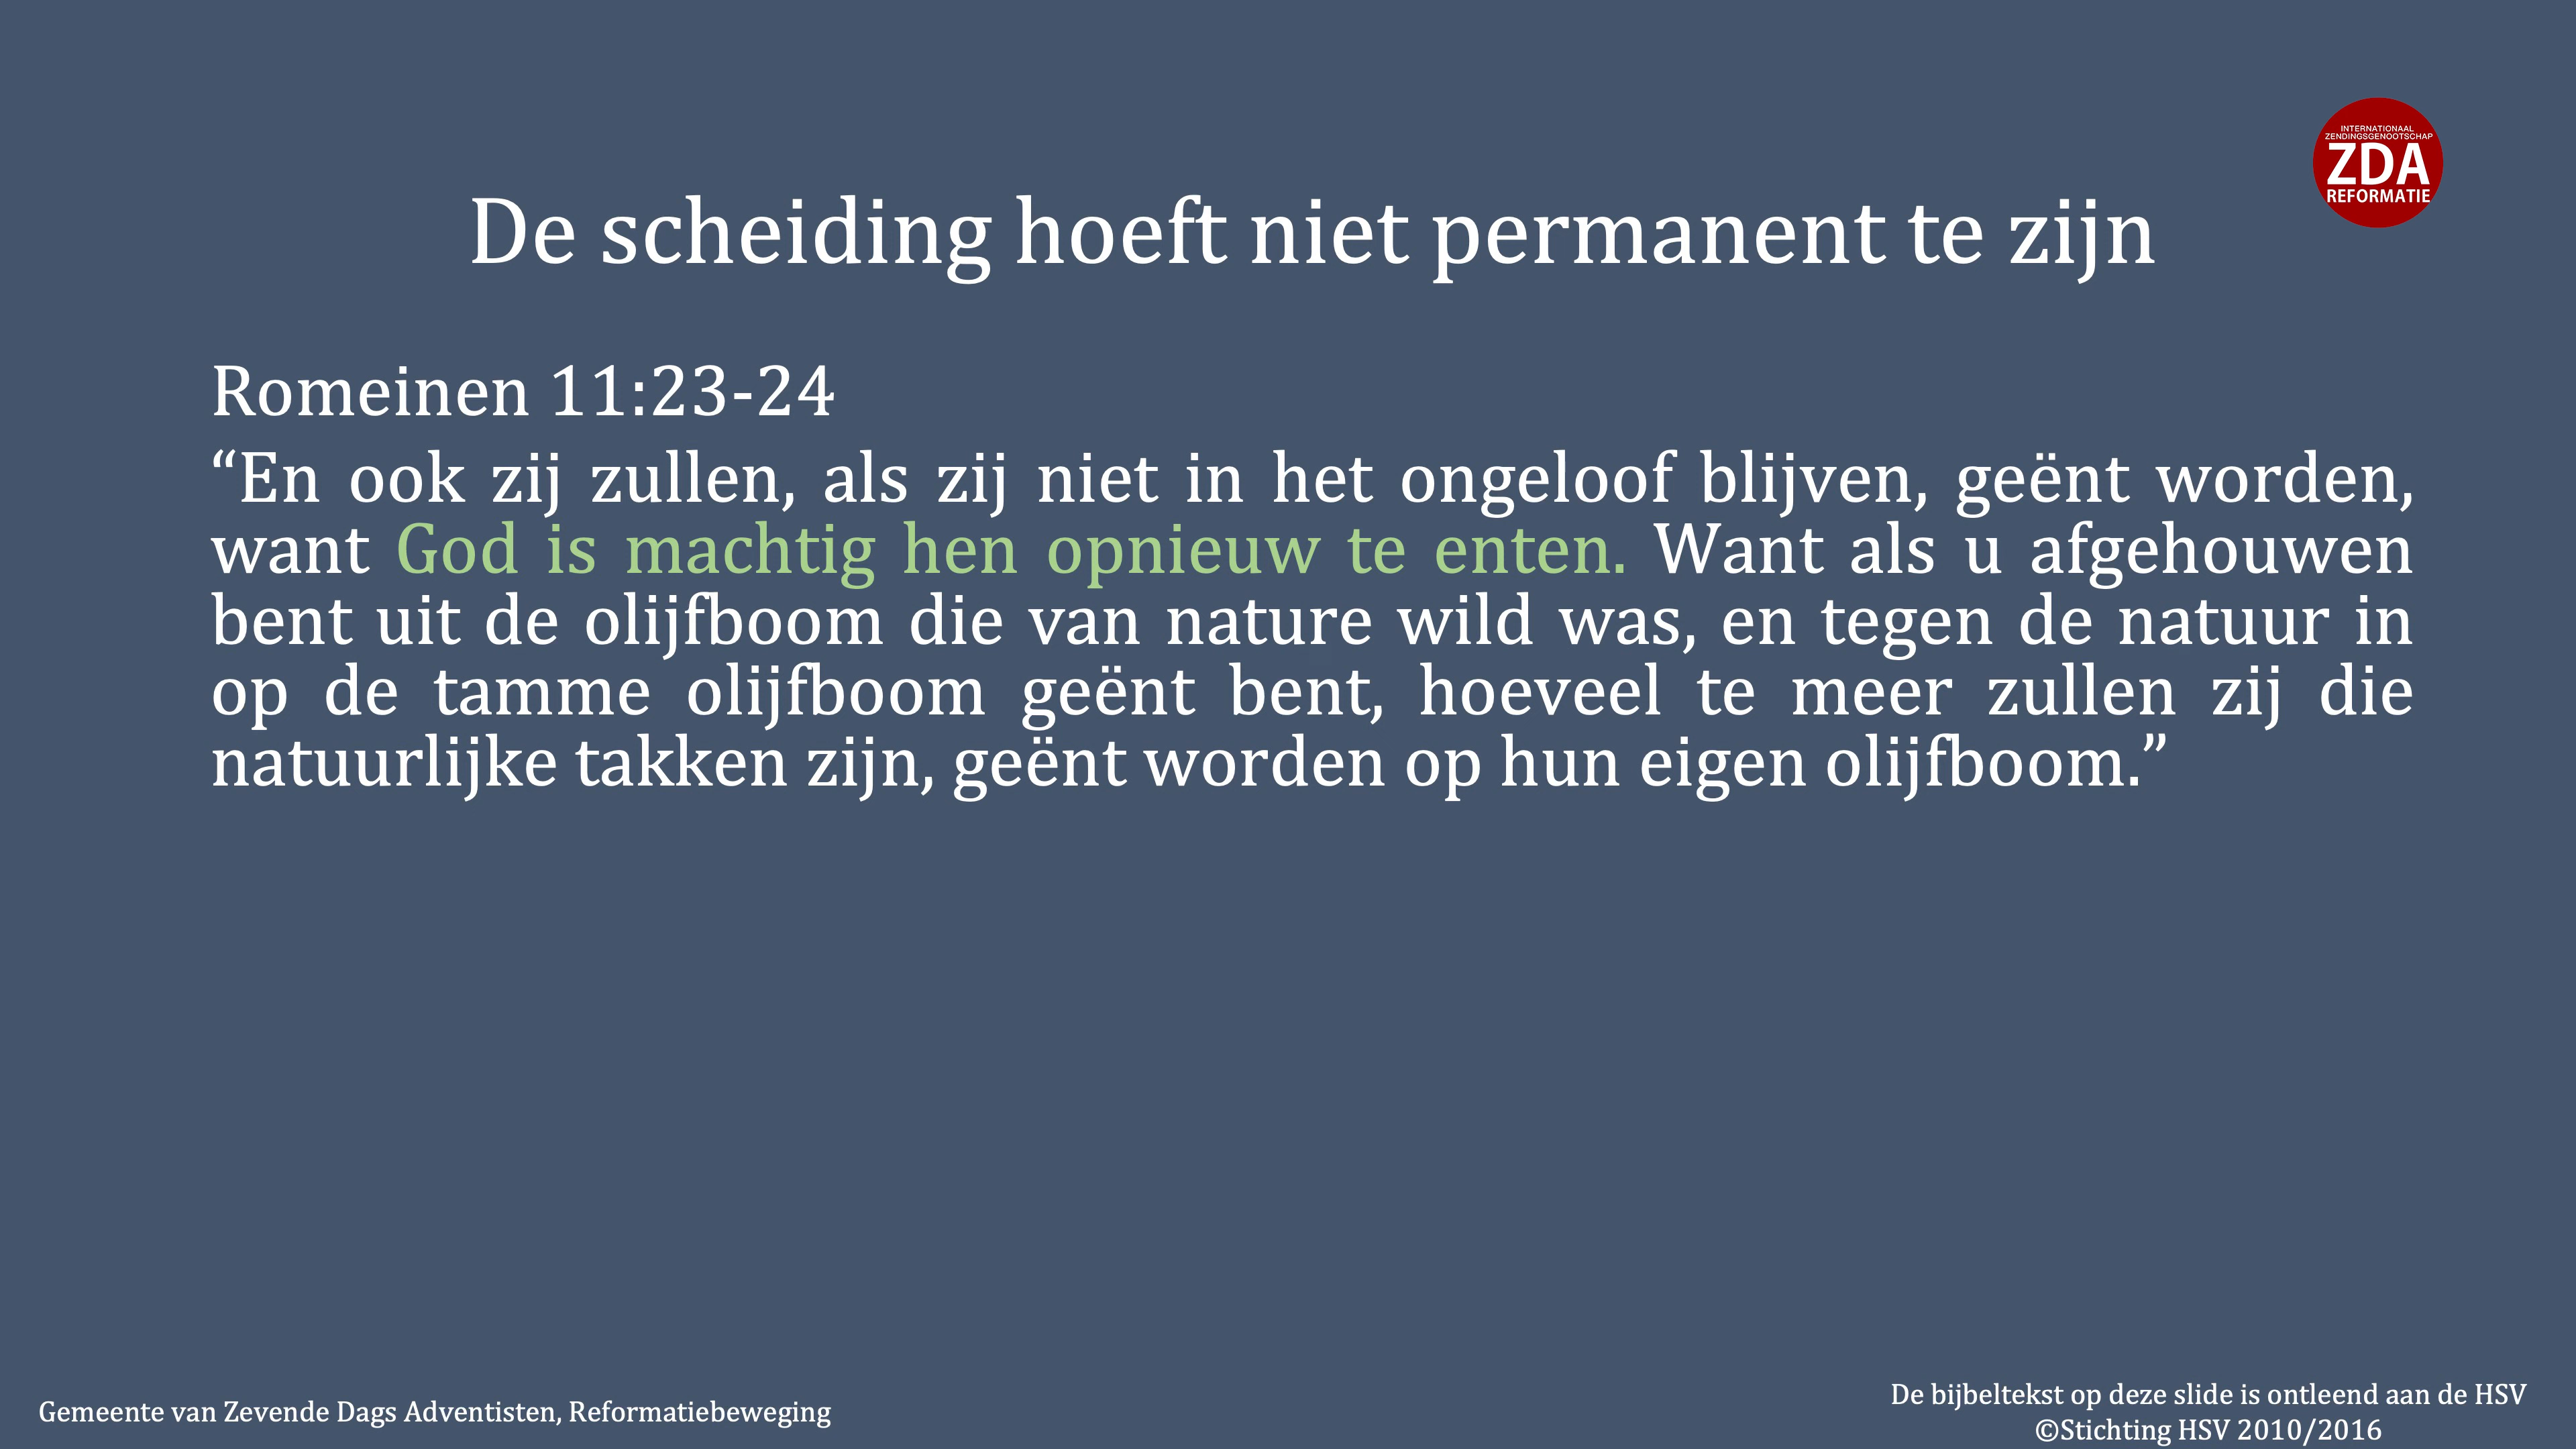 INTERNATIONAAL
ZENDINGSGENOOTSCHAP
ZDA
REFORMATIE
De scheiding hoeft niet permanent te zijn
Romeinen 11:23-24
“En ook zij zullen, als zij niet in het ongeloof blijven, geënt worden,
want God is machtig hen opnieuw te enten. Want als u afgehouwen
bent uit de olijfboom die van nature wild was, en tegen de natuur in
op de tamme olijfboom geënt bent, hoeveel te meer zullen zij die
natuurlijke takken zijn, geënt worden op hun eigen olijfboom.”
Gemeente van Zevende Dags Adventisten, Reformatiebeweging
De bijbeltekst op deze slide is ontleend aan de HSV
©Stichting HSV 2010/2016